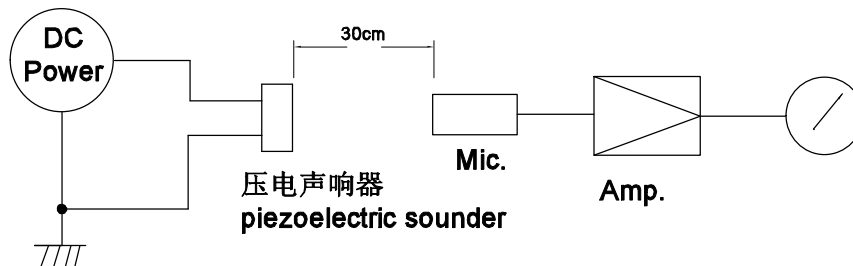 DC
Power
30cm
压电声响器
piezoelectric sounder
Mic.
Amp.